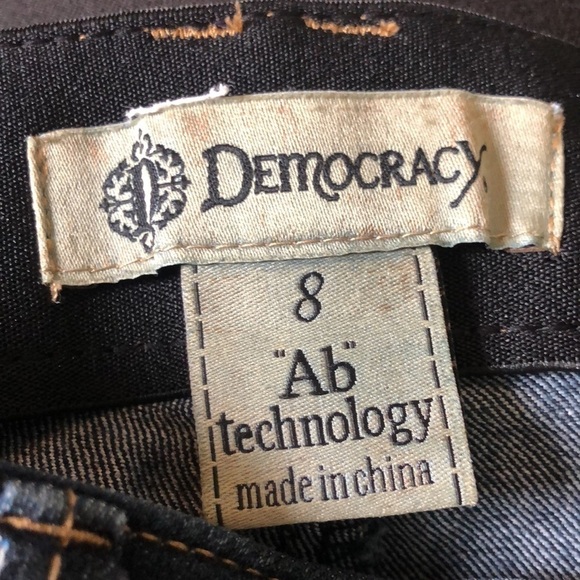 DEMOCRACY
8
"Ab"
technology
made in china